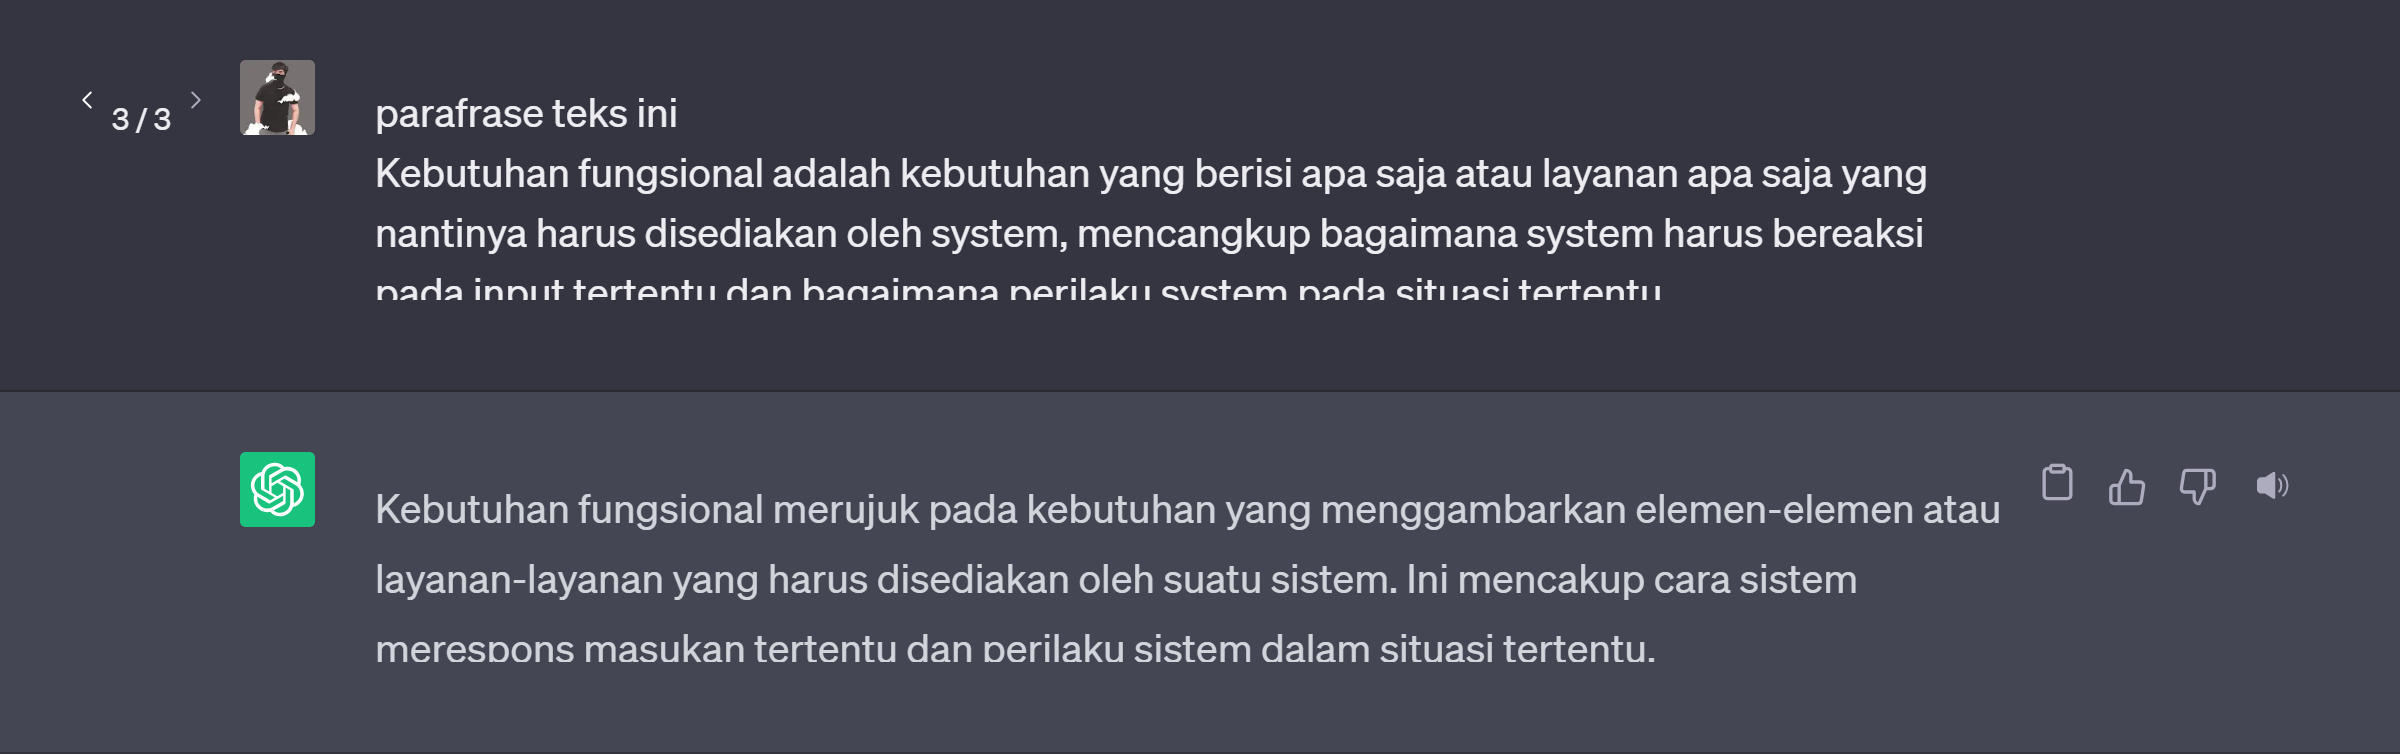 3 / 3
parafrase teks ini
Kebutuhan fungsional adalah kebutuhan yang berisi apa saja atau layanan apa saja yang
nantinya harus disediakan oleh system, mencangkup bagaimana system harus bereaksi
pada input tertentu dan bagaimana perilaku system pada situasi tertentu
Kebutuhan fungsional merujuk pada kebutuhan yang menggambarkan elemen-elemen atau
layanan-layanan yang harus disediakan oleh suatu sistem. Ini mencakup cara sistem
merespons masukan tertentu dan perilaku sistem dalam situasi tertentu.